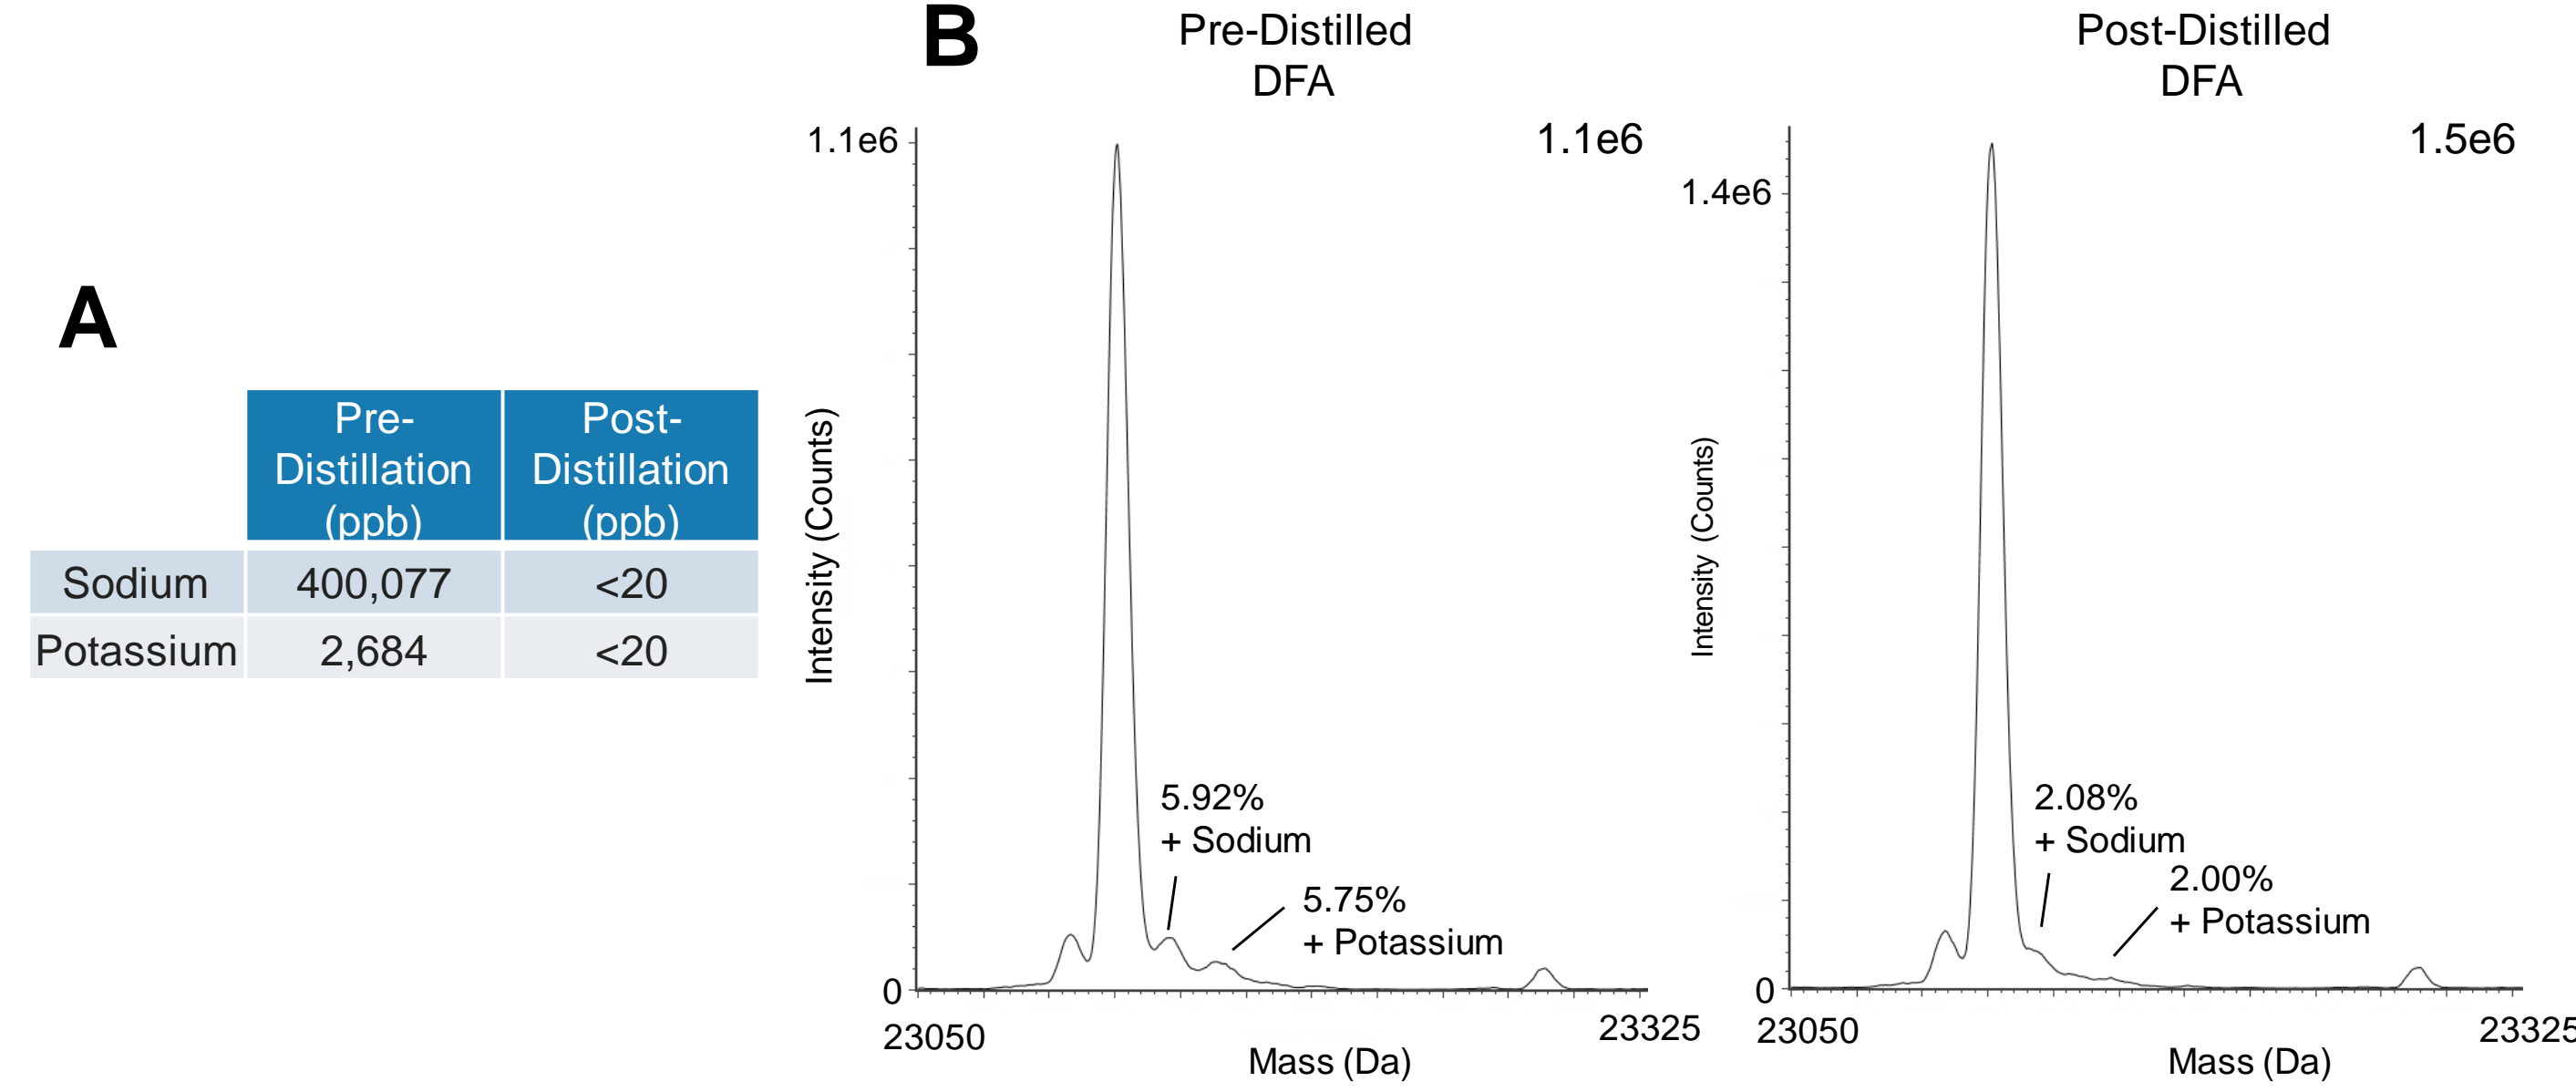 A
Pre-
Distillation
(ppb)
Post-
Distillation
(ppb)
Sodium
400,077
<20
Potassium
2,684
<20
B
Pre-Distilled
DFA
1.1e6
1.1e6
Intensity (Counts)
5.92%
+ Sodium
5.75%
+ Potassium
0
23050
23325
Mass (Da)
Post-Distilled
DFA
1.5e6
1.4e6
Intensity (Counts)
2.08%
+ Sodium
2.00%
+ Potassium
0
23050
23325
Mass (Da)